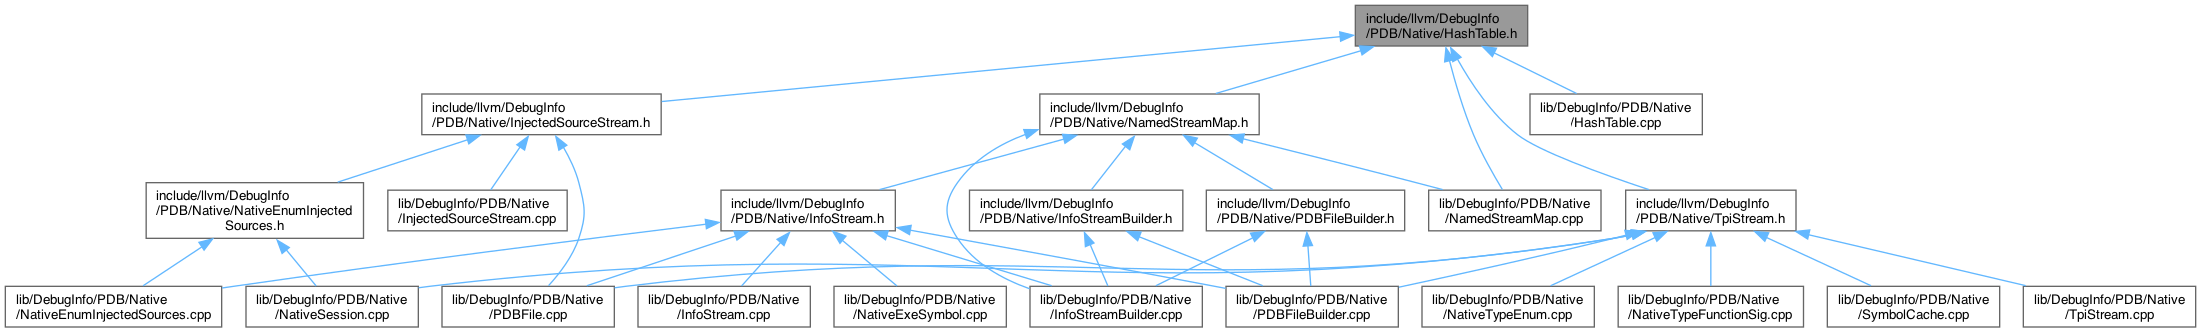 include/llvm/DebugInfo
/PDB/Native/HashTable.h
include/llvm/DebugInfo
/PDB/Native/InjectedSourceStream.h
include/llvm/DebugInfo
/PDB/Native/NamedStreamMap.h
lib/DebugInfo/PDB/Native
/HashTable.cpp
include/llvm/DebugInfo
/PDB/Native/NativeEnumInjected
Sources.h
lib/DebugInfo/PDB/Native
/InjectedSourceStream.cpp
include/llvm/DebugInfo
/PDB/Native/InfoStream.h
include/llvm/DebugInfo
/PDB/Native/InfoStreamBuilder.h
include/llvm/DebugInfo
/PDB/Native/PDBFileBuilder.h
lib/DebugInfo/PDB/Native
/NamedStreamMap.cpp
include/llvm/DebugInfo
/PDB/Native/TpiStream.h
lib/DebugInfo/PDB/Native
/NativeEnumInjectedSources.cpp
lib/DebugInfo/PDB/Native
/NativeSession.cpp
lib/DebugInfo/PDB/Native
/PDBFile.cpp
lib/DebugInfo/PDB/Native
/InfoStream.cpp
lib/DebugInfo/PDB/Native
/NativeExeSymbol.cpp
lib/DebugInfo/PDB/Native
/InfoStreamBuilder.cpp
lib/DebugInfo/PDB/Native
/PDBFileBuilder.cpp
lib/DebugInfo/PDB/Native
/NativeTypeEnum.cpp
lib/DebugInfo/PDB/Native
/NativeTypeFunctionSig.cpp
lib/DebugInfo/PDB/Native
/SymbolCache.cpp
lib/DebugInfo/PDB/Native
/TpiStream.cpp